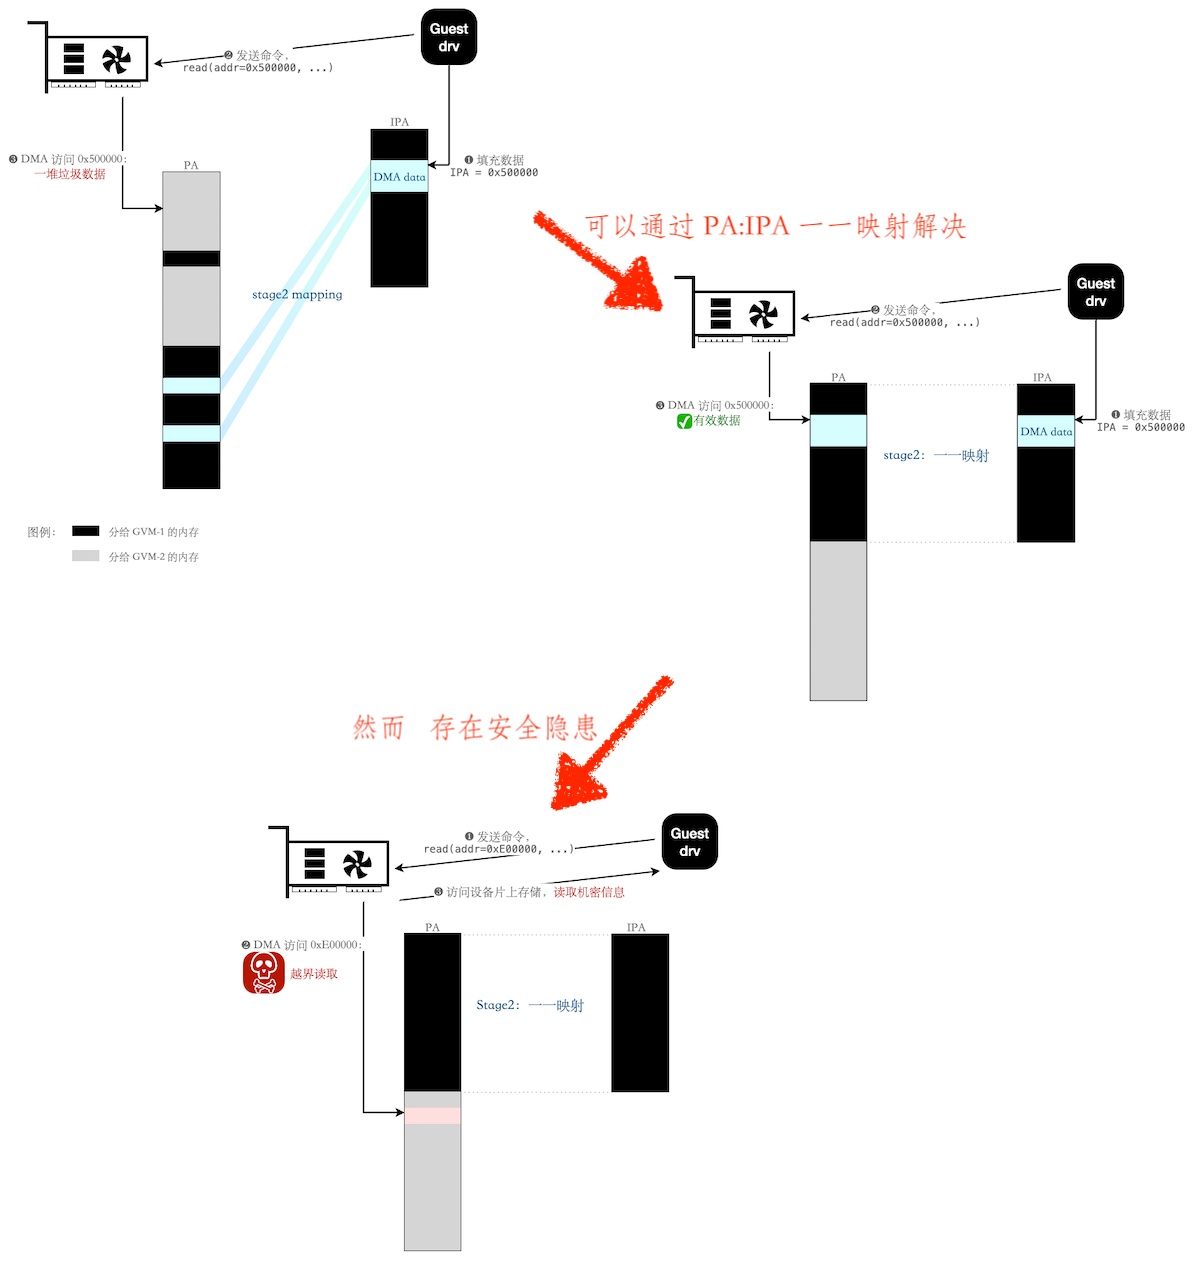 Guest
drv
❷ 发送命令，
read(addr=0x500000, ...)
IPA
❸ DMA 访问 0x500000：
一堆垃圾数据
PA
❶ 填充数据
IPA = 0x500000
DMA data
stage2 mapping
图例：
分给 GVM-1 的内存
分给 GVM-2 的内存
可以通过 PA:IPA 一一映射解决
Guest
drv
❷ 发送命令，
read(addr=0x500000, ...)
PA
IPA
❸ DMA 访问 0x500000：
有效数据
❶ 填充数据
IPA = 0x500000
DMA data
stage2：一一映射
然而 存在安全隐患
Guest
drv
❶ 发送命令，
read(addr=0xE00000, ...)
❸ 访问设备片上存储，读取机密信息
PA
IPA
❷ DMA 访问 0xE00000：
越界读取
Stage2：一一映射